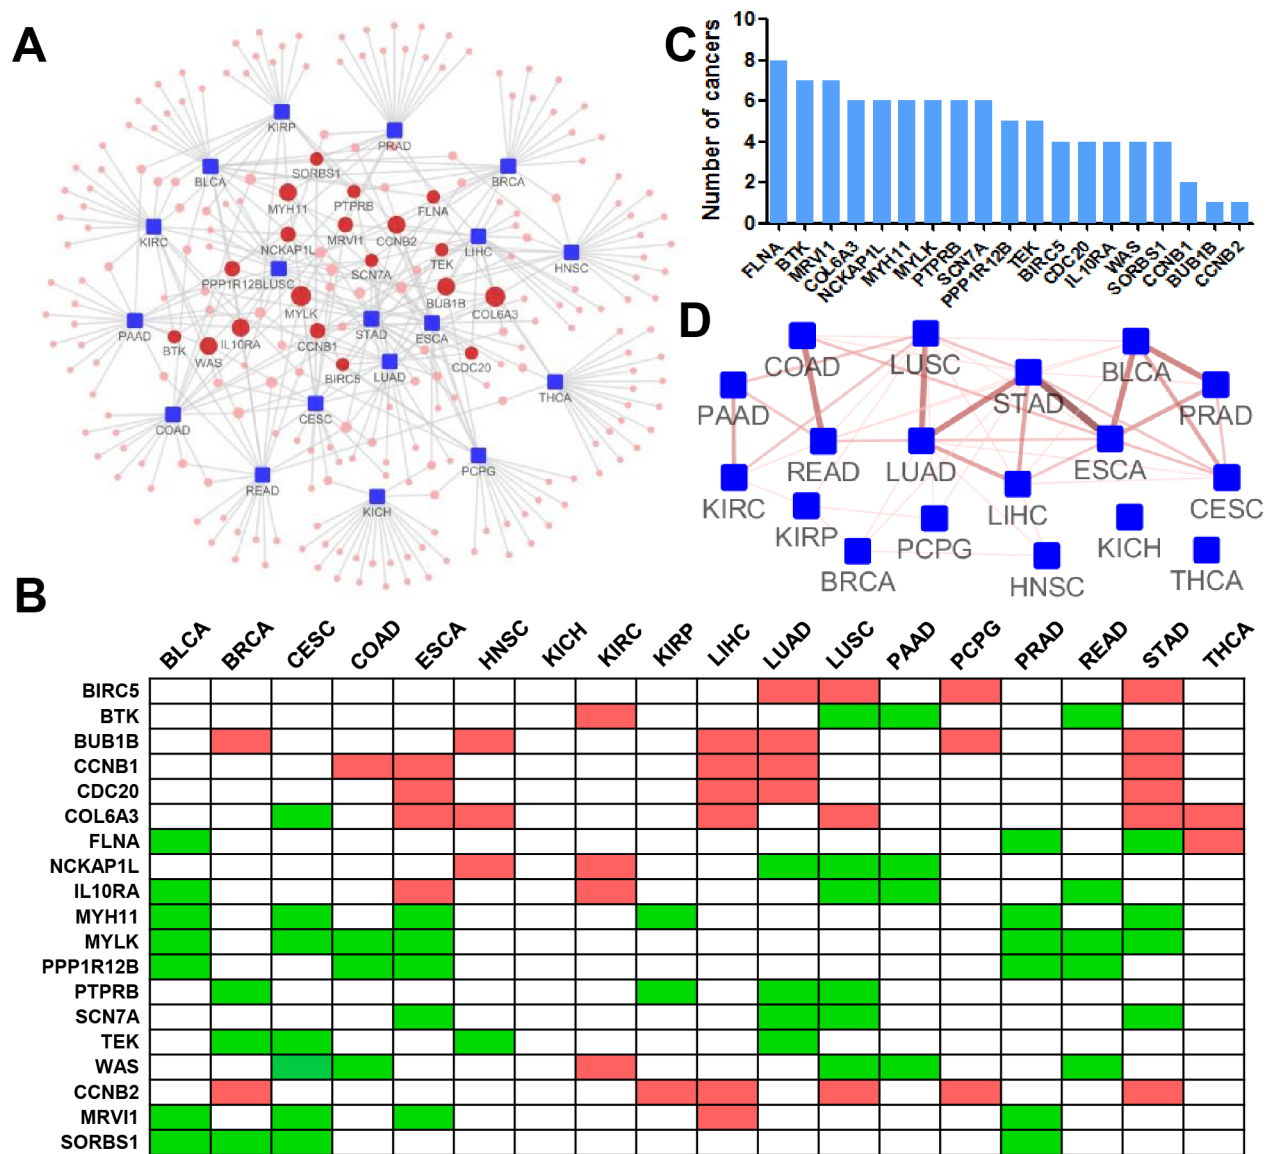 A
KIRP
PRAD
BLCA
SORBS1
BRCA
MYH11
PTPRB
FLNA
KIRC
NCKAP1L
MRVI1
CCNB2
LIHC
HNSC
SCN7A
TEK
PPP1R12B
LUSC
BUB1B
COL6A3
MYLK
PAAD
BTK
WAS
IL10RA
CCNB1
STAD
ESCA
BIRC5
LUAD
CDC20
THCA
COAD
CESC
READ
PCPG
KICH
C
Number of cancers
10
8
6
4
2
0
FLNA
BTK
MRVI1
COL6A3
NCKAP1L
MYH11
MYLK
PTPRB
SCN7A
PPP1R12B
TEK
BIRC5
CDC20
IL10RA
WAS
SORBS1
CCNB1
BUB1B
CCNB2
D
COAD
LUSC
BLCA
STAD
PAAD
PRAD
READ
LUAD
ESCA
KIRC
LIHC
CESC
KIRP
PCPG
KICH
BRCA
HNSC
THCA
B
BLCA BRCA CESC COAD ESCA HNSC KICH KIRC KIRP LIHC LUAD LUSC PAAD PCPG PRAD READ STAD THCA
BIRC5
BTK
BUB1B
CCNB1
CDC20
COL6A3
FLNA
NCKAP1L
IL10RA
MYH11
MYLK
PPP1R12B
PTPRB
SCN7A
TEK
WAS
CCNB2
MRVI1
SORBS1